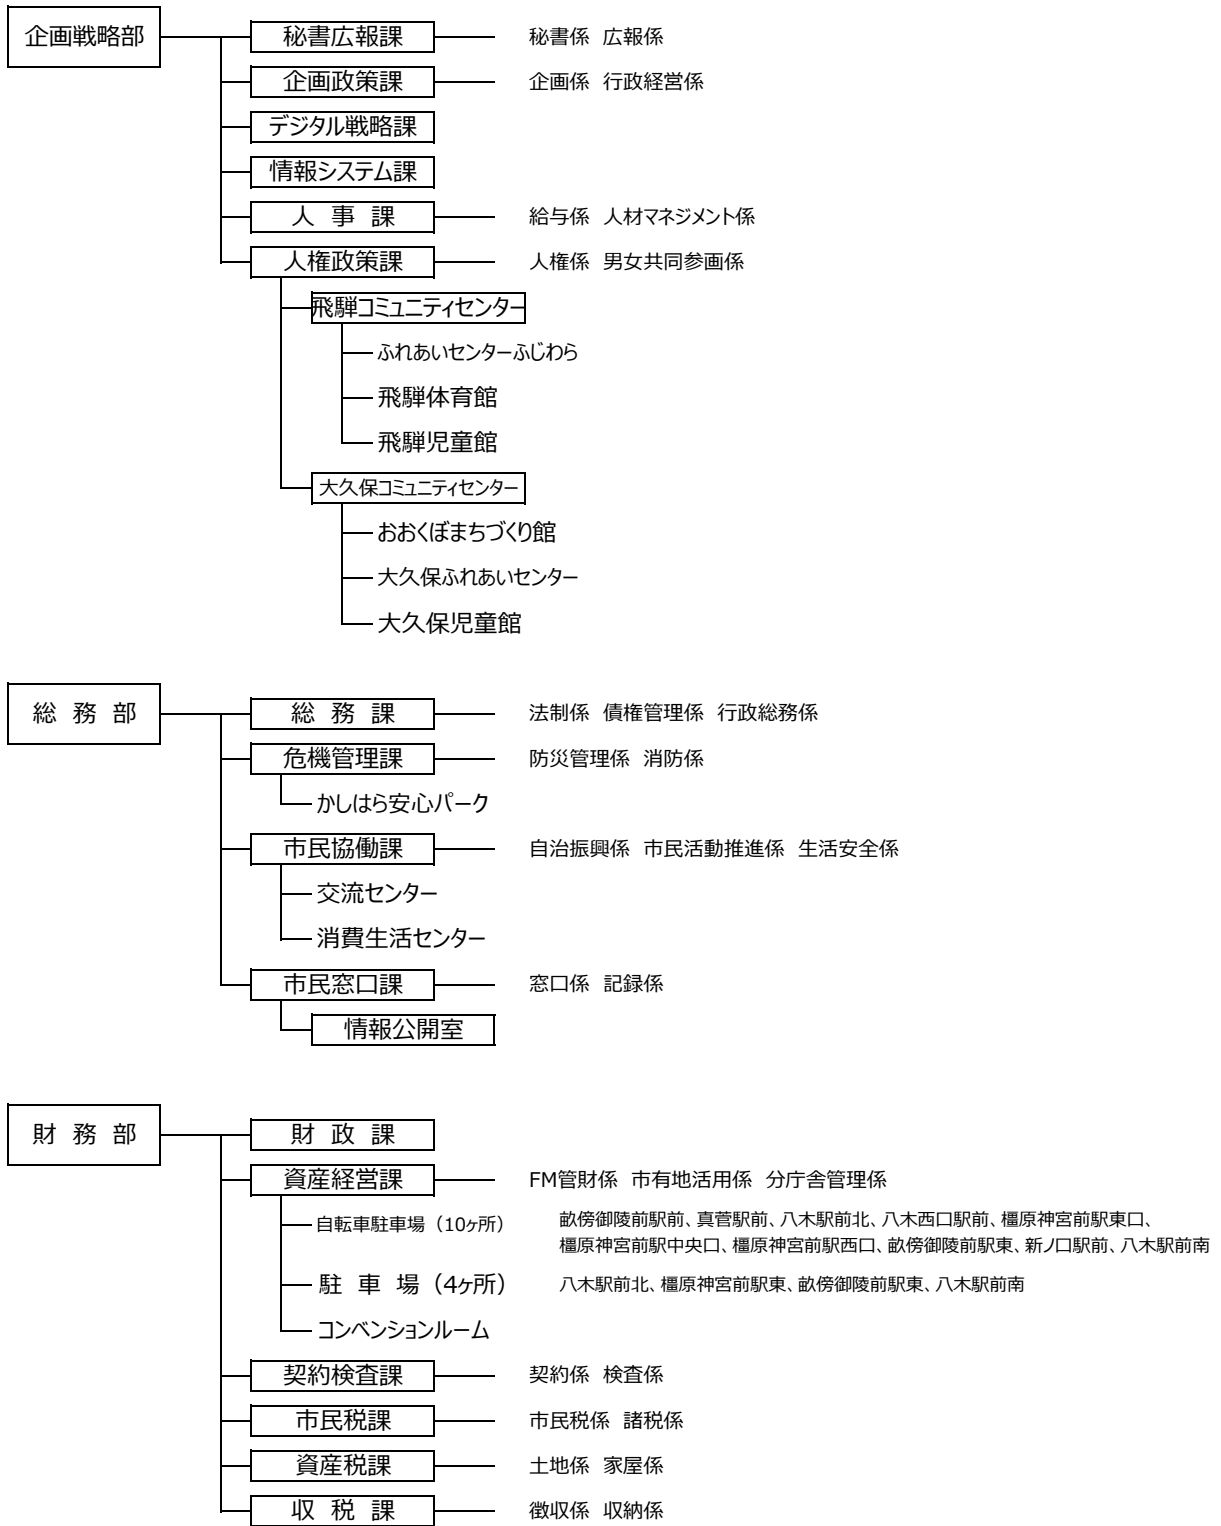 企画戦略部 秘書広報課 秘書係 広報係
企画政策課 企画係 行政経営係
デジタル戦略課
情報システム課
人 事 課 給与係 人材マネジメント係
人権政策課 人権係 男女共同参画係
飛騨コミュニティセンター
ふれあいセンターふじわら
飛騨体育館
飛騨児童館
大久保コミュニティセンター
おおくぼまちづくり館
大久保ふれあいセンター
大久保児童館
総 務 部 総 務 課 法制係 債権管理係 行政総務係
危機管理課 防災管理係 消防係
かしはら安心パーク
市民協働課 自治振興係 市民活動推進係 生活安全係
交流センター
消費生活センター
市民窓口課 窓口係 記録係
情報公開室
財 務 部 財 政 課
資産経営課 FM管財係 市有地活用係 分庁舎管理係
自転車駐車場（10ヶ所） 畝傍御陵前駅前、真菅駅前、八木駅前北、八木西口駅前、橿原神宮前駅東口、
橿原神宮前駅中央口、橿原神宮前駅西口、畝傍御陵前駅東、新ノ口駅前、八木駅前南
駐 車 場（4ヶ所） 八木駅前北、橿原神宮前駅東、畝傍御陵前駅東、八木駅前南
コンベンションルーム
契約検査課 契約係 検査係
市民税課 市民税係 諸税係
資産税課 土地係 家屋係
収 税 課 徴収係 収納係